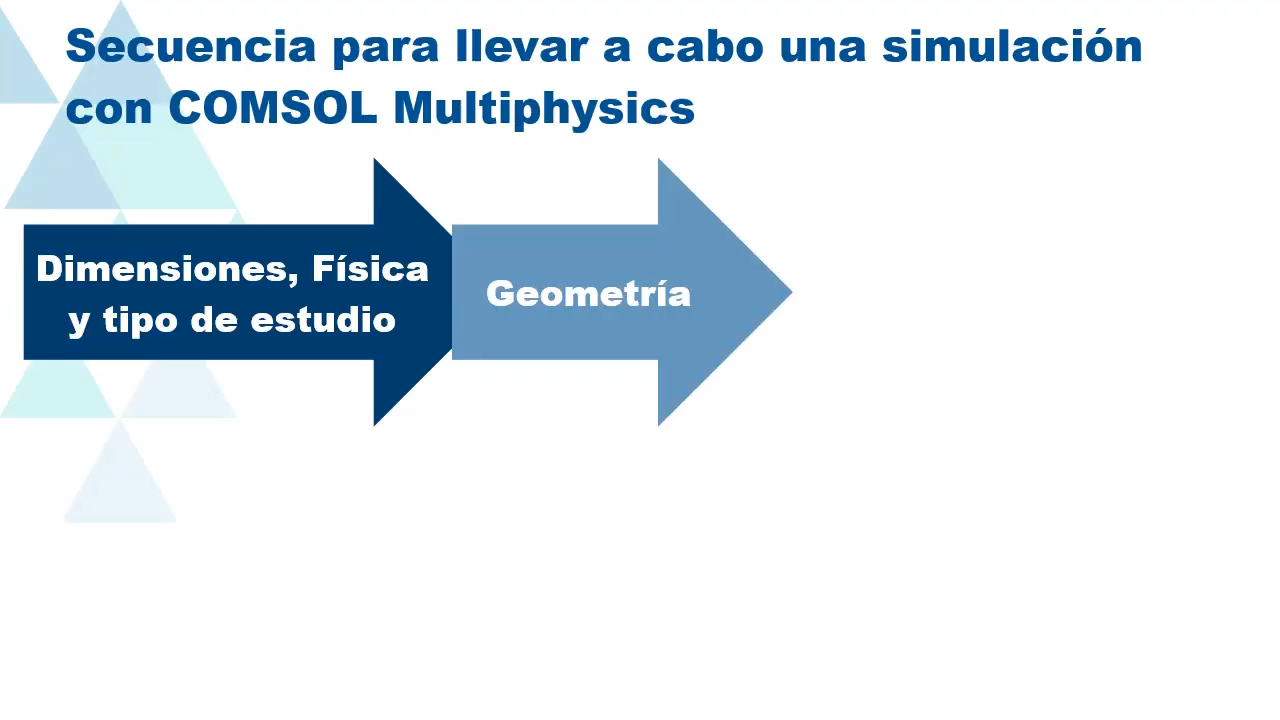 Secuencia para llevar a cabo una simulación
con COMSOL Multiphysics
Dimensiones, Física
y tipo de estudio
Geometría